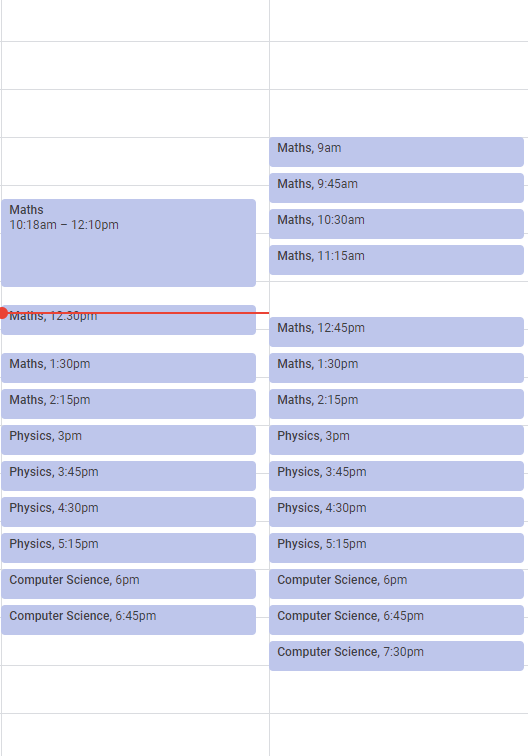 Maths
10:18am – 12:10pm
Maths, 12:30pm
Maths, 1:30pm
Maths, 2:15pm
Physics, 3pm
Physics, 3:45pm
Physics, 4:30pm
Physics, 5:15pm
Computer Science, 6pm
Computer Science, 6:45pm
Maths, 9am
Maths, 9:45am
Maths, 10:30am
Maths, 11:15am
Maths, 12:45pm
Maths, 1:30pm
Maths, 2:15pm
Physics, 3pm
Physics, 3:45pm
Physics, 4:30pm
Physics, 5:15pm
Computer Science, 6pm
Computer Science, 6:45pm
Computer Science, 7:30pm